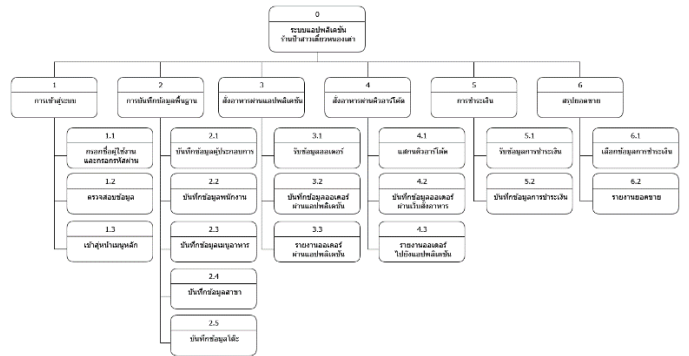 0
ระบบแอปพลิเคชัน
ร้านป้าสาวเตี๋ยวหนองเต่า
1
การเข้าสู่ระบบ
2
การบันทึกข้อมูลพื้นฐาน
3
สั่งอาหารผ่านแอปพลิเคชัน
4
สั่งอาหารผ่านคิวอาร์โค้ด
5
การชำระเงิน
6
สรุปยอดขาย
1.1
กรอกชื่อผู้ใช้งาน
และกรอกรหัสผ่าน
2.1
บันทึกข้อมูลผู้ประกอบการ
3.1
รับข้อมูลออเดอร์
4.1
แสกนคิวอาร์โค้ด
5.1
รับข้อมูลการชำระเงิน
6.1
เลือกข้อมูลการชำระเงิน
1.2
ตรวจสอบข้อมูล
2.2
บันทึกข้อมูลพนักงาน
3.2
บันทึกข้อมูลออเดอร์
ผ่านแอปพลิเคชัน
4.2
บันทึกข้อมูลออเดอร์
ผ่านเว็บสั่งอาหาร
5.2
บันทึกข้อมูลการชำระเงิน
6.2
รายงานยอดขาย
1.3
เข้าสู่หน้าเมนูหลัก
2.3
บันทึกข้อมูลเมนูอาหาร
3.3
รายงานออเดอร์
ผ่านแอปพลิเคชัน
4.3
รายงานออเดอร์
ไปยังแอปพลิเคชัน
2.4
บันทึกข้อมูลสาขา
2.5
บันทึกข้อมูลโต๊ะ